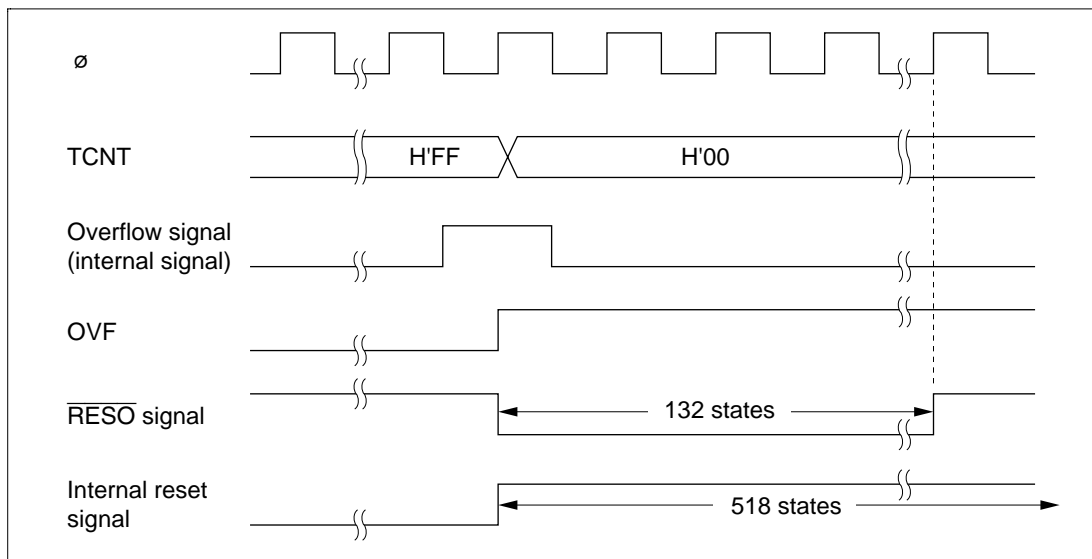 ø
TCNT
H'FF
H'00
Overflow signal
(internal signal)
OVF
RESO signal
132 states
Internal reset
signal
518 states